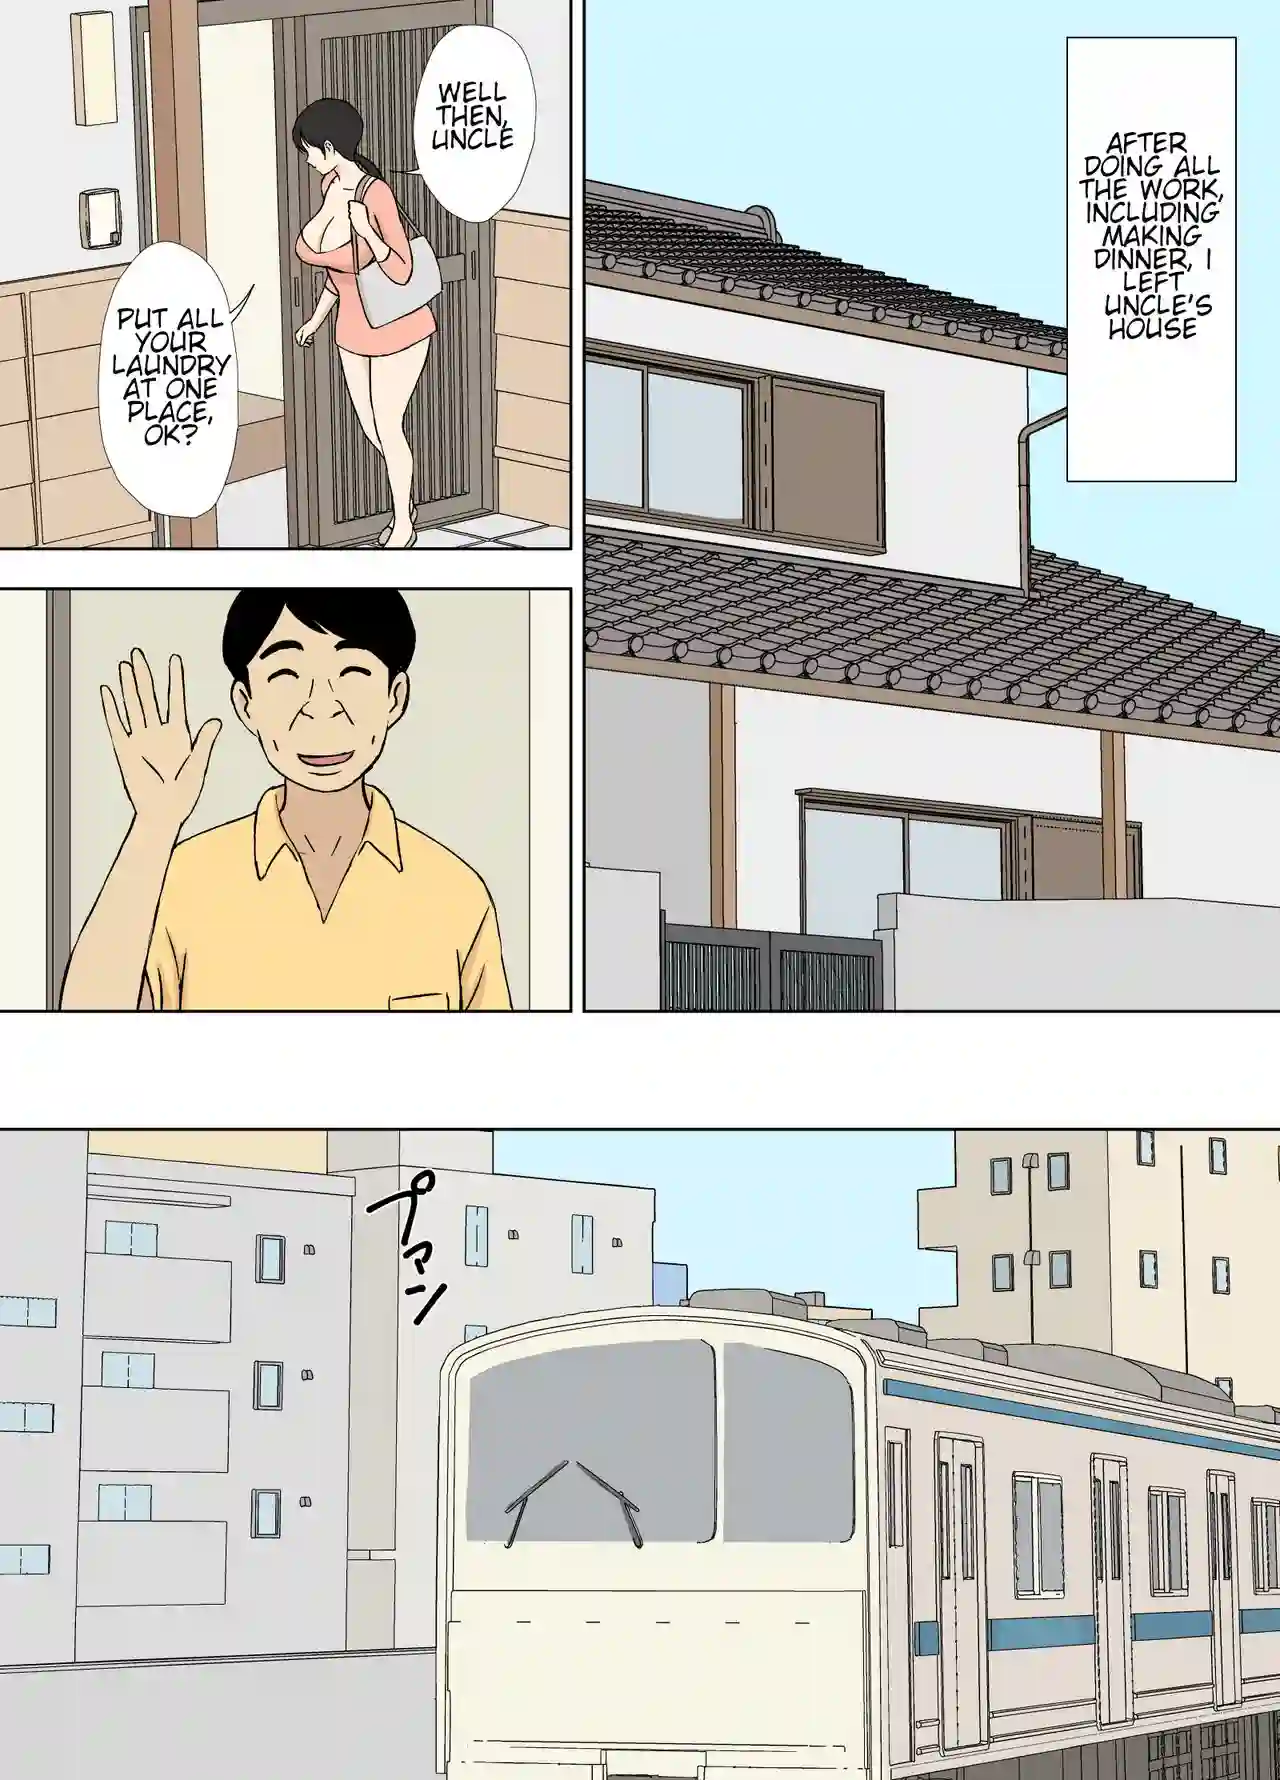 AFTER
DOING ALL
THE WORK,
INCLUDING
MAKING
DINNER, I
LEFT
UNCLE'S
HOUSE
WELL
THEN,
UNCLE
PUT ALL
YOUR
LAUNDRY
AT ONE
PLACE,
OK?
プァン